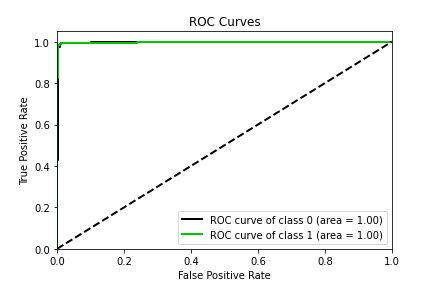 ROC Curves
True Positive Rate
1.0
0.8
0.6
0.4
0.2
0.0
ROC curve of class 0 (area = 1.00)
ROC curve of class 1 (area = 1.00)
0.0 0.2 0.4 0.6 0.8 1.0
False Positive Rate